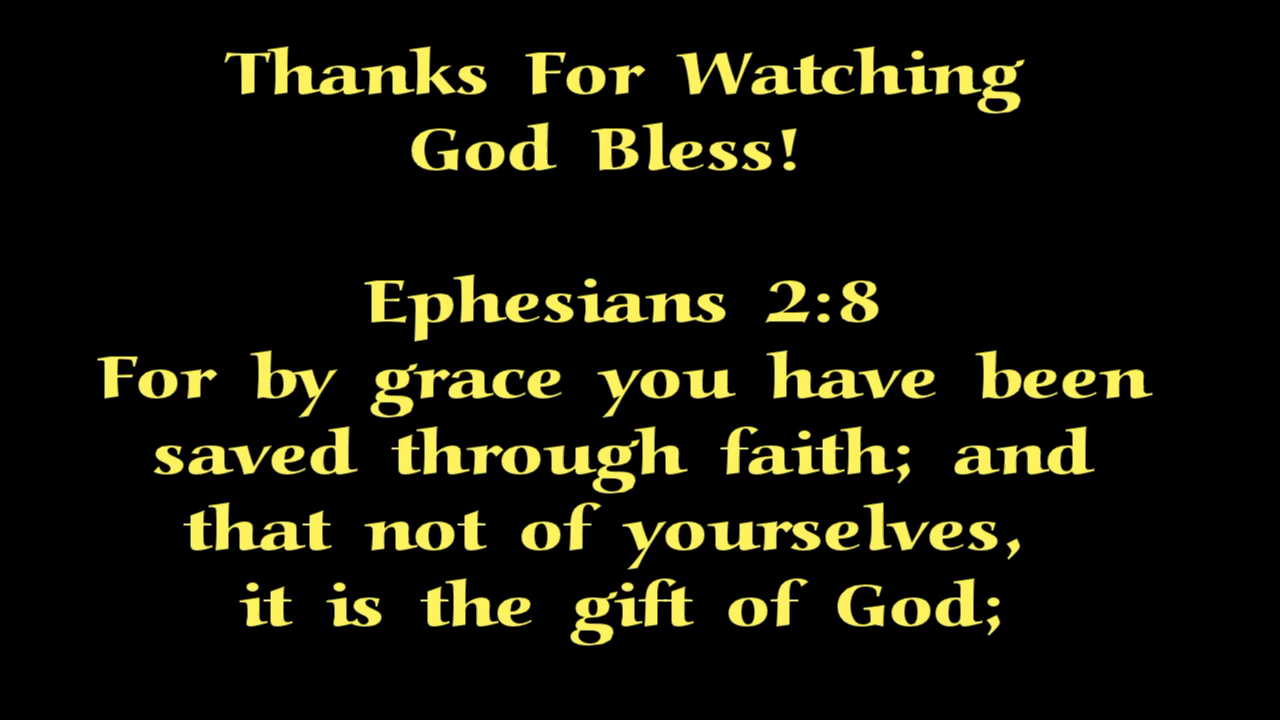 Thanks For Watching
God Bless!
Ephesians 2:8
For by grace you have been
saved through faith; and
that not of yourselves,
it is the gift of God;